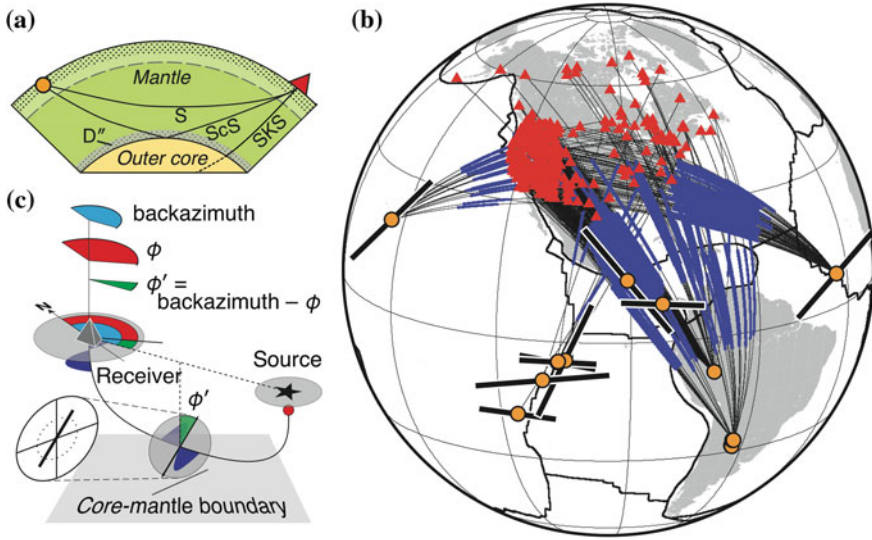 (a)
Mantle
S
ScS
SKS
D″
Outer core
(b)
(c)
backazimuth
ϕ
ϕ′ =
backazimuth − ϕ
N
Receiver
Source
ϕ′
Core-mantle boundary